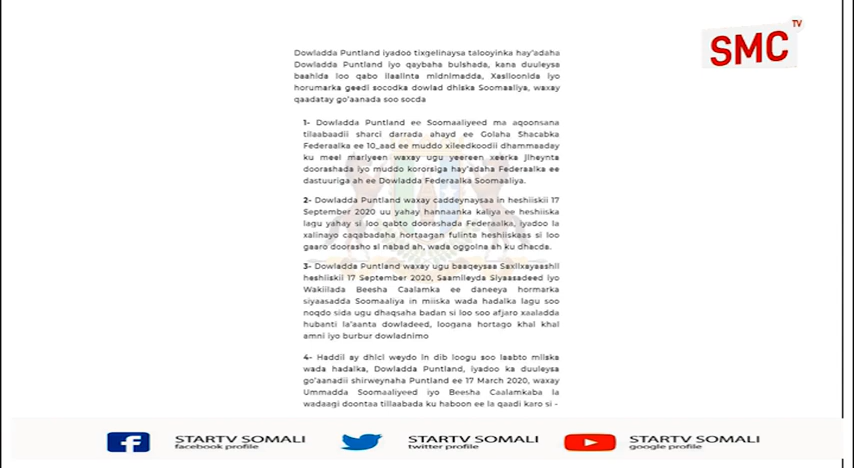 SMC TV
Dowladda Puntland iyadoo tixgelinaysa talooyinka hay'adaha
Dowladda Puntland iyo qaybaha bulshada, kana duuleysa
baahida loo qabo ilaalinta midnimadda, Xasilloonida iyo
horumarka geedi socodka dowlad dhiska Soomaaliya, waxay
qaadatay go'aanada soo socda
1- Dowladda Puntland ee Soomaaliyeed ma aqoonsana
tilaabaadii sharci darrada ahayd ee Golaha Shacabka
Federaalka ee 10_aad ee muddo xileedkoodii dhammaaday
ku meel mariyeen waxay ugu yeereen xeerka Jiheynta
doorashada iyo muddo kororsiga hay'adaha Federaalka ee
dastuuriga ah ee Dowladda Federaalka Soomaaliya.
2- Dowladda Puntland waxay caddeynaysaa in heshiiskii 17
September 2020 uu yahay hannaanka kaliya ee heshiiska
lagu yahay si loo qabto doorashada Federaalka, iyadoo la
xalinayo caqabadaha hortaagan fulinta heshiiskaas si loo
gaaro doorasho si nabad ah, wada oggolna ah ku dhacda.
3- Dowladda Puntland waxay ugu baaqeysaa Saxiixayaashii
heshiiskii 17 September 2020, Saamileyda Siyaasadeed iyo
Wakiilada Beesha Caalamka ee daneeya hormarka
siyaasadda Soomaaliya in miiska wada hadalka lagu soo
noqdo sida ugu dhaqsaha badan si loo soo afjaro xaaladda
hubanti la'aanta dowladeed, loogana hortago khal khal
amni iyo burbur dowladnimo
4- Haddii ay dhici weydo in dib loogu soo laabto miiska
wada hadalka, Dowladda Puntland, iyadoo ka duuleysa
go'aanadii shirweynaha Puntland ee 17 March 2020, waxay
Ummadda Soomaaliyeed iyo Beesha Caalamkaba la
wadaagi doontaa tillaabada ku haboon ee la qaadi karo si -
STARTV SOMALI
facebook profile
STARTV SOMALI
twitter profile
STARTV SOMALI
google profile